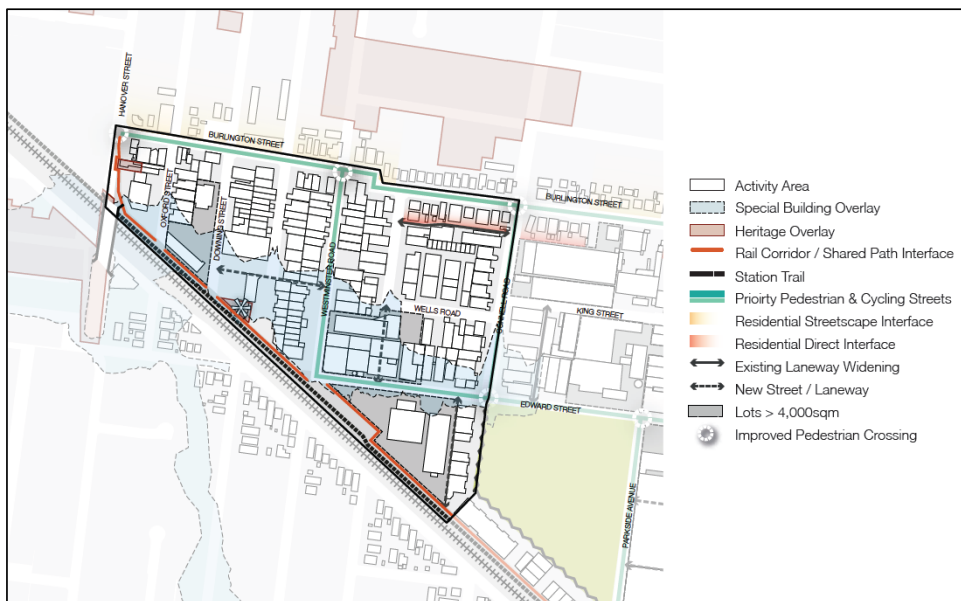 HANOVER STREET
BURLINGTON STREET
OXFORD STREET
DOWNING STREET
WESTMINSTER ROAD
WELLS ROAD
BURLINGTON STREET
KING STREET
EDWARD STREET
PARKSIDE AVENUE
Activity Area
Special Building Overlay
Heritage Overlay
Rail Corridor / Shared Path Interface
Station Trail
Prioirty Pedestrian & Cycling Streets
Residential Streetscape Interface
Residential Direct Interface
Existing Laneway Widening
New Street / Laneway
Lots > 4,000sqm
Improved Pedestrian Crossing